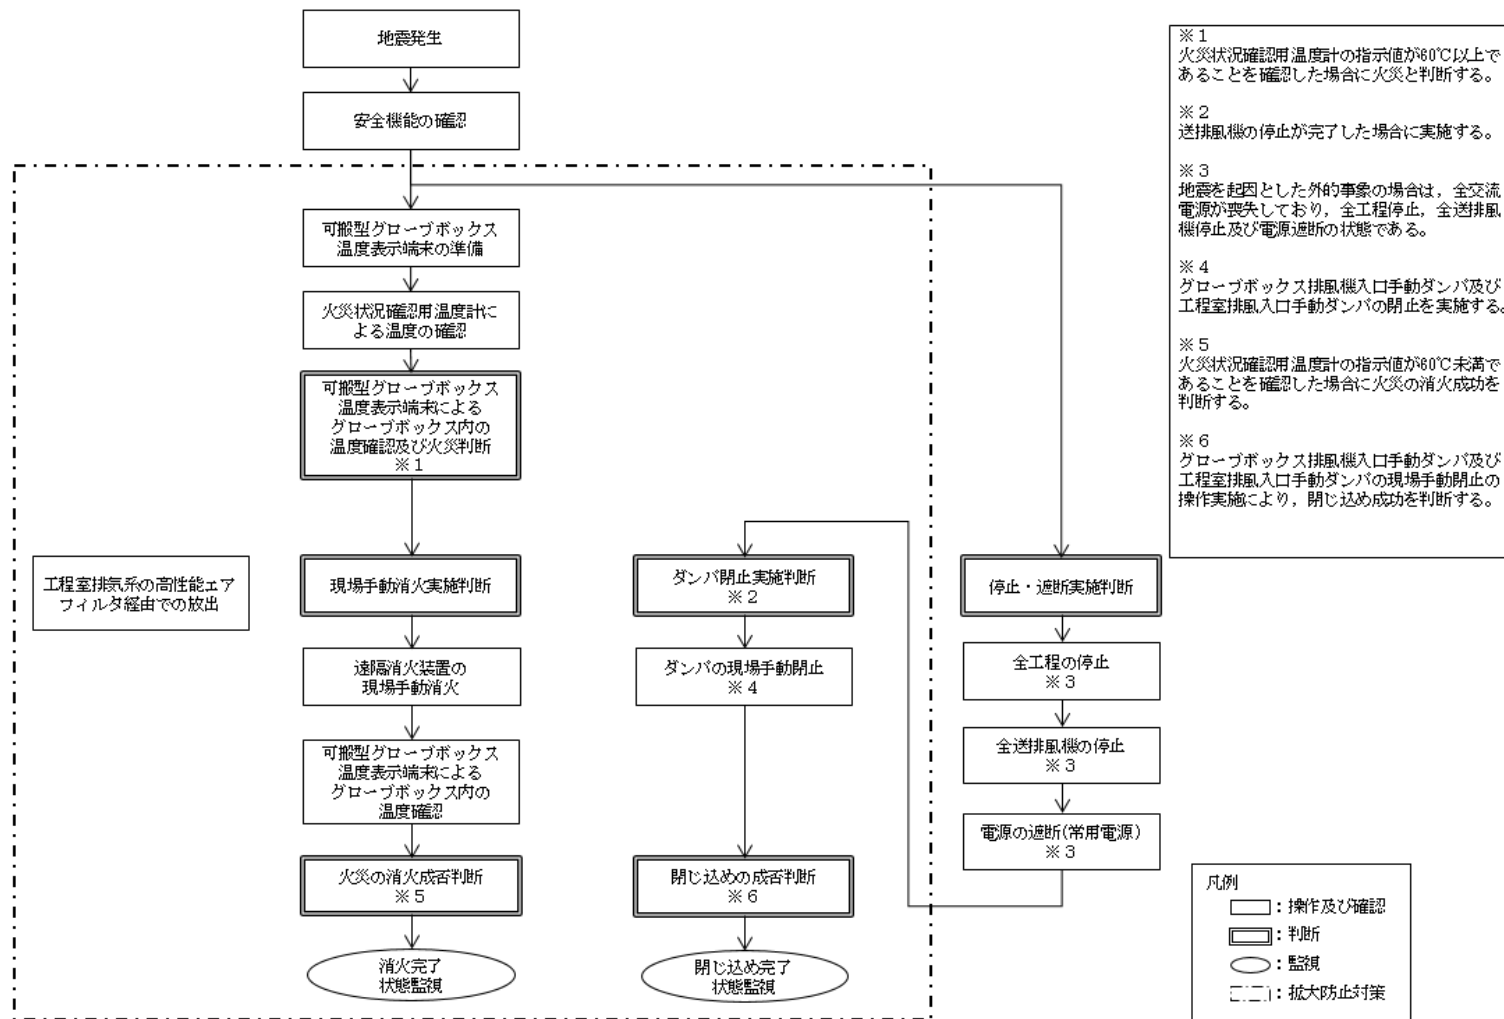 地震発生
安全機能の確認
可搬型グローブボックス
温度表示端末の準備
火災状況確認用温度計に
よる温度の確認
可搬型グローブボックス
温度表示端末による
グローブボックス内の
温度確認及び火災判断
※1
現場手動消火実施判断
遠隔消火装置の
現場手動消火
可搬型グローブボックス
温度表示端末による
グローブボックス内の
温度確認
火災の消火成否判断
※5
消火完了
状態監視
工程室排気系の高性能エア
フィルタ経由での放出
ダンパ閉止実施判断
※2
ダンパの現場手動閉止
※4
閉じ込めの成否判断
※6
閉じ込め完了
状態監視
停止・遮断実施判断
全工程の停止
※3
全送排風機の停止
※3
電源の遮断(常用電源)
※3
※1
火災状況確認用温度計の指示値が60℃以上で
あることを確認した場合に火災と判断する。
※2
送排風機の停止が完了した場合に実施する。
※3
地震を起因とした外的事象の場合は，全交流
電源が喪失しており，全工程停止，全送排風
機停止及び電源遮断の状態である。
※4
グローブボックス排風機入口手動ダンパ及び
工程室排風入口手動ダンパの閉止を実施する。
※5
火災状況確認用温度計の指示値が60℃未満で
あることを確認した場合に火災の消火成功を
判断する。
※6
グローブボックス排風機入口手動ダンパ及び
工程室排風入口手動ダンパの現場手動閉止の
操作実施により，閉じ込め成功を判断する。
凡例
：操作及び確認
：判断
：監視
：拡大防止対策